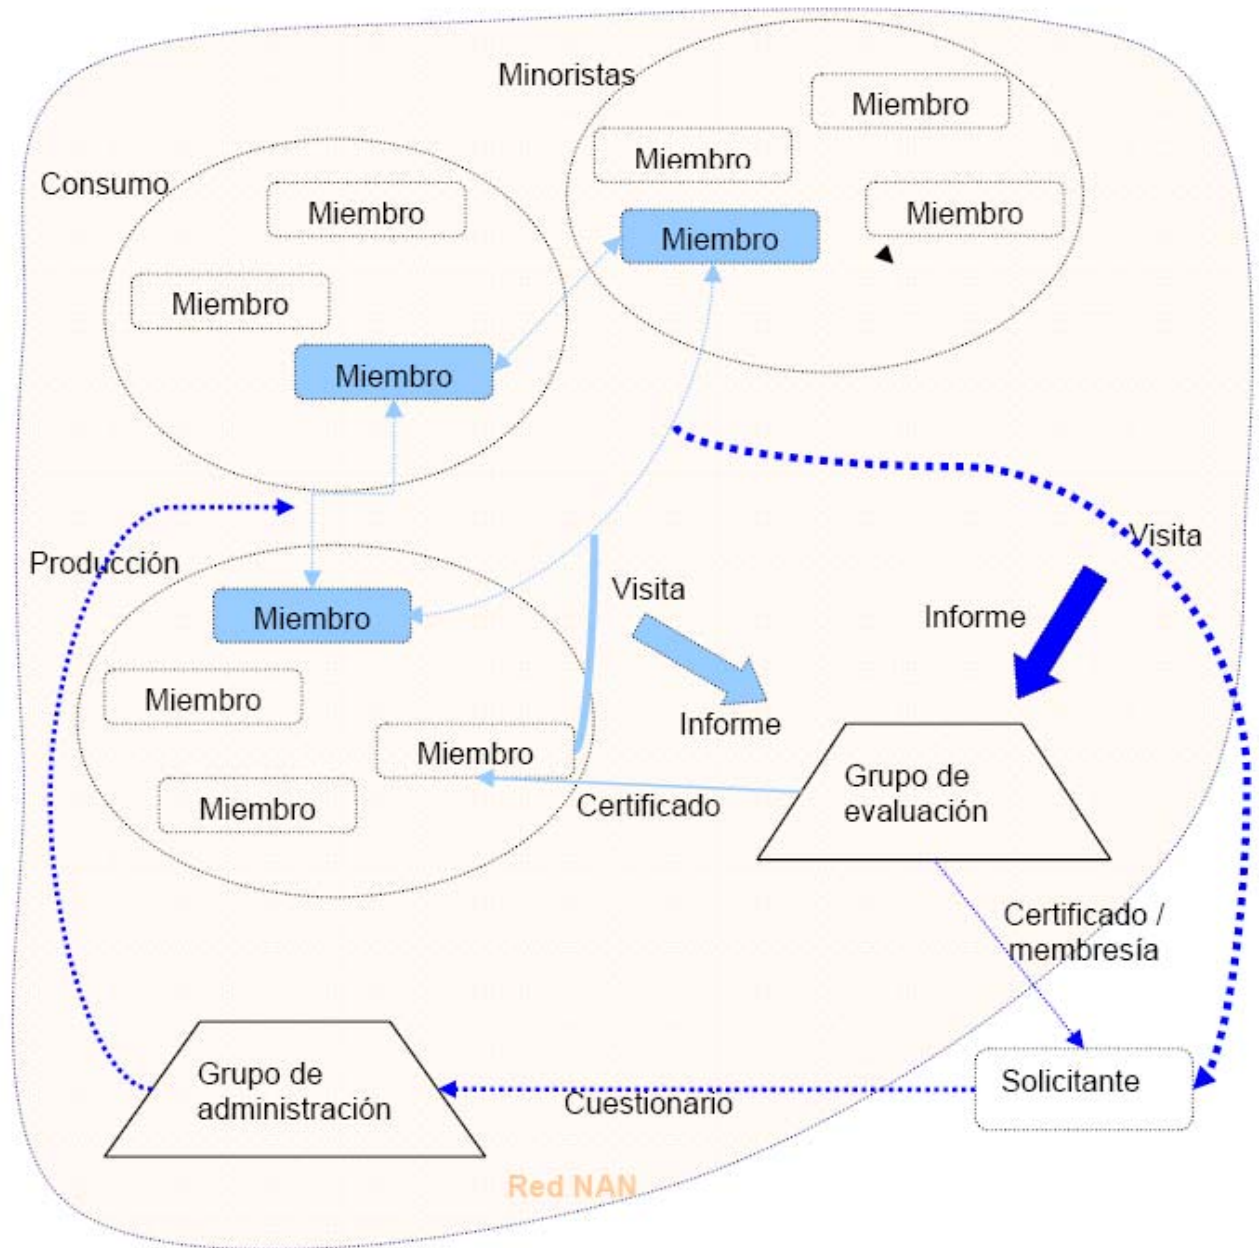 Minoristas
Miembro
Miembro
Consumo
Miembro
Miembro
Miembro
Miembro
Miembro
Visita
Producción
Visita
Miembro
Informe
Miembro
Informe
Miembro
Grupo de
evaluación
Miembro
Certificado
Certificado /
membresía
Grupo de
administración
Solicitante
Cuestionario
Red NAN